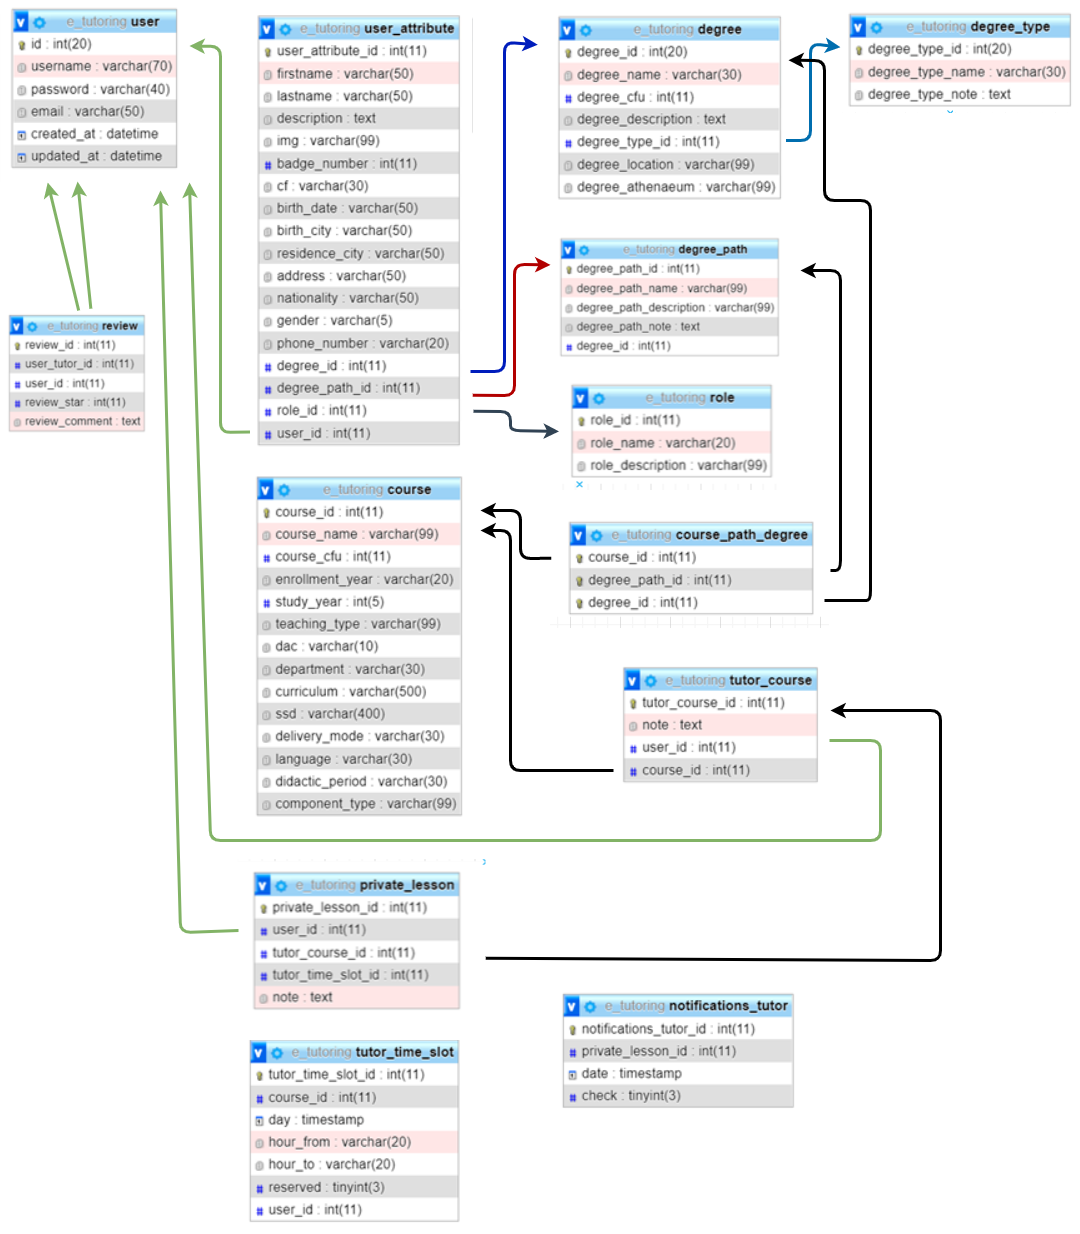 e_tutoring user
id : int(20)
username : varchar(70)
password : varchar(40)
email : varchar(50)
created_at : datetime
updated_at : datetime
e_tutoring user_attribute
user_attribute_id : int(11)
firstname : varchar(50)
lastname : varchar(50)
description : text
img : varchar(99)
badge_number : int(11)
cf : varchar(30)
birth_date : varchar(50)
birth_city : varchar(50)
residence_city : varchar(50)
address : varchar(50)
nationality : varchar(50)
gender : varchar(5)
phone_number : varchar(20)
degree_id : int(11)
degree_path_id : int(11)
role_id : int(11)
user_id : int(11)
e_tutoring degree
degree_id : int(20)
degree_name : varchar(30)
degree_cfu : int(11)
degree_description : text
degree_type_id : int(11)
degree_location : varchar(99)
degree_athenaeum : varchar(99)
e_tutoring degree_type
degree_type_id : int(20)
degree_type_name : varchar(30)
degree_type_note : text
e_tutoring degree_path
degree_path_id : int(11)
degree_path_name : varchar(99)
degree_path_description : varchar(99)
degree_path_note : text
degree_id : int(11)
e_tutoring review
review_id : int(11)
user_tutor_id : int(11)
user_id : int(11)
review_star : int(11)
review_comment : text
e_tutoring role
role_id : int(11)
role_name : varchar(20)
role_description : varchar(99)
e_tutoring course
course_id : int(11)
course_name : varchar(99)
course_cfu : int(11)
enrollment_year : varchar(20)
study_year : int(5)
teaching_type : varchar(99)
dac : varchar(10)
department : varchar(30)
curriculum : varchar(500)
ssd : varchar(400)
delivery_mode : varchar(30)
language : varchar(30)
didactic_period : varchar(30)
component_type : varchar(99)
e_tutoring course_path_degree
course_id : int(11)
degree_path_id : int(11)
degree_id : int(11)
e_tutoring tutor_course
tutor_course_id : int(11)
note : text
user_id : int(11)
course_id : int(11)
e_tutoring private_lesson
private_lesson_id : int(11)
user_id : int(11)
tutor_course_id : int(11)
tutor_time_slot_id : int(11)
note : text
e_tutoring notifications_tutor
notifications_tutor_id : int(11)
private_lesson_id : int(11)
date : timestamp
check : tinyint(3)
e_tutoring tutor_time_slot
tutor_time_slot_id : int(11)
course_id : int(11)
day : timestamp
hour_from : varchar(20)
hour_to : varchar(20)
reserved : tinyint(3)
user_id : int(11)